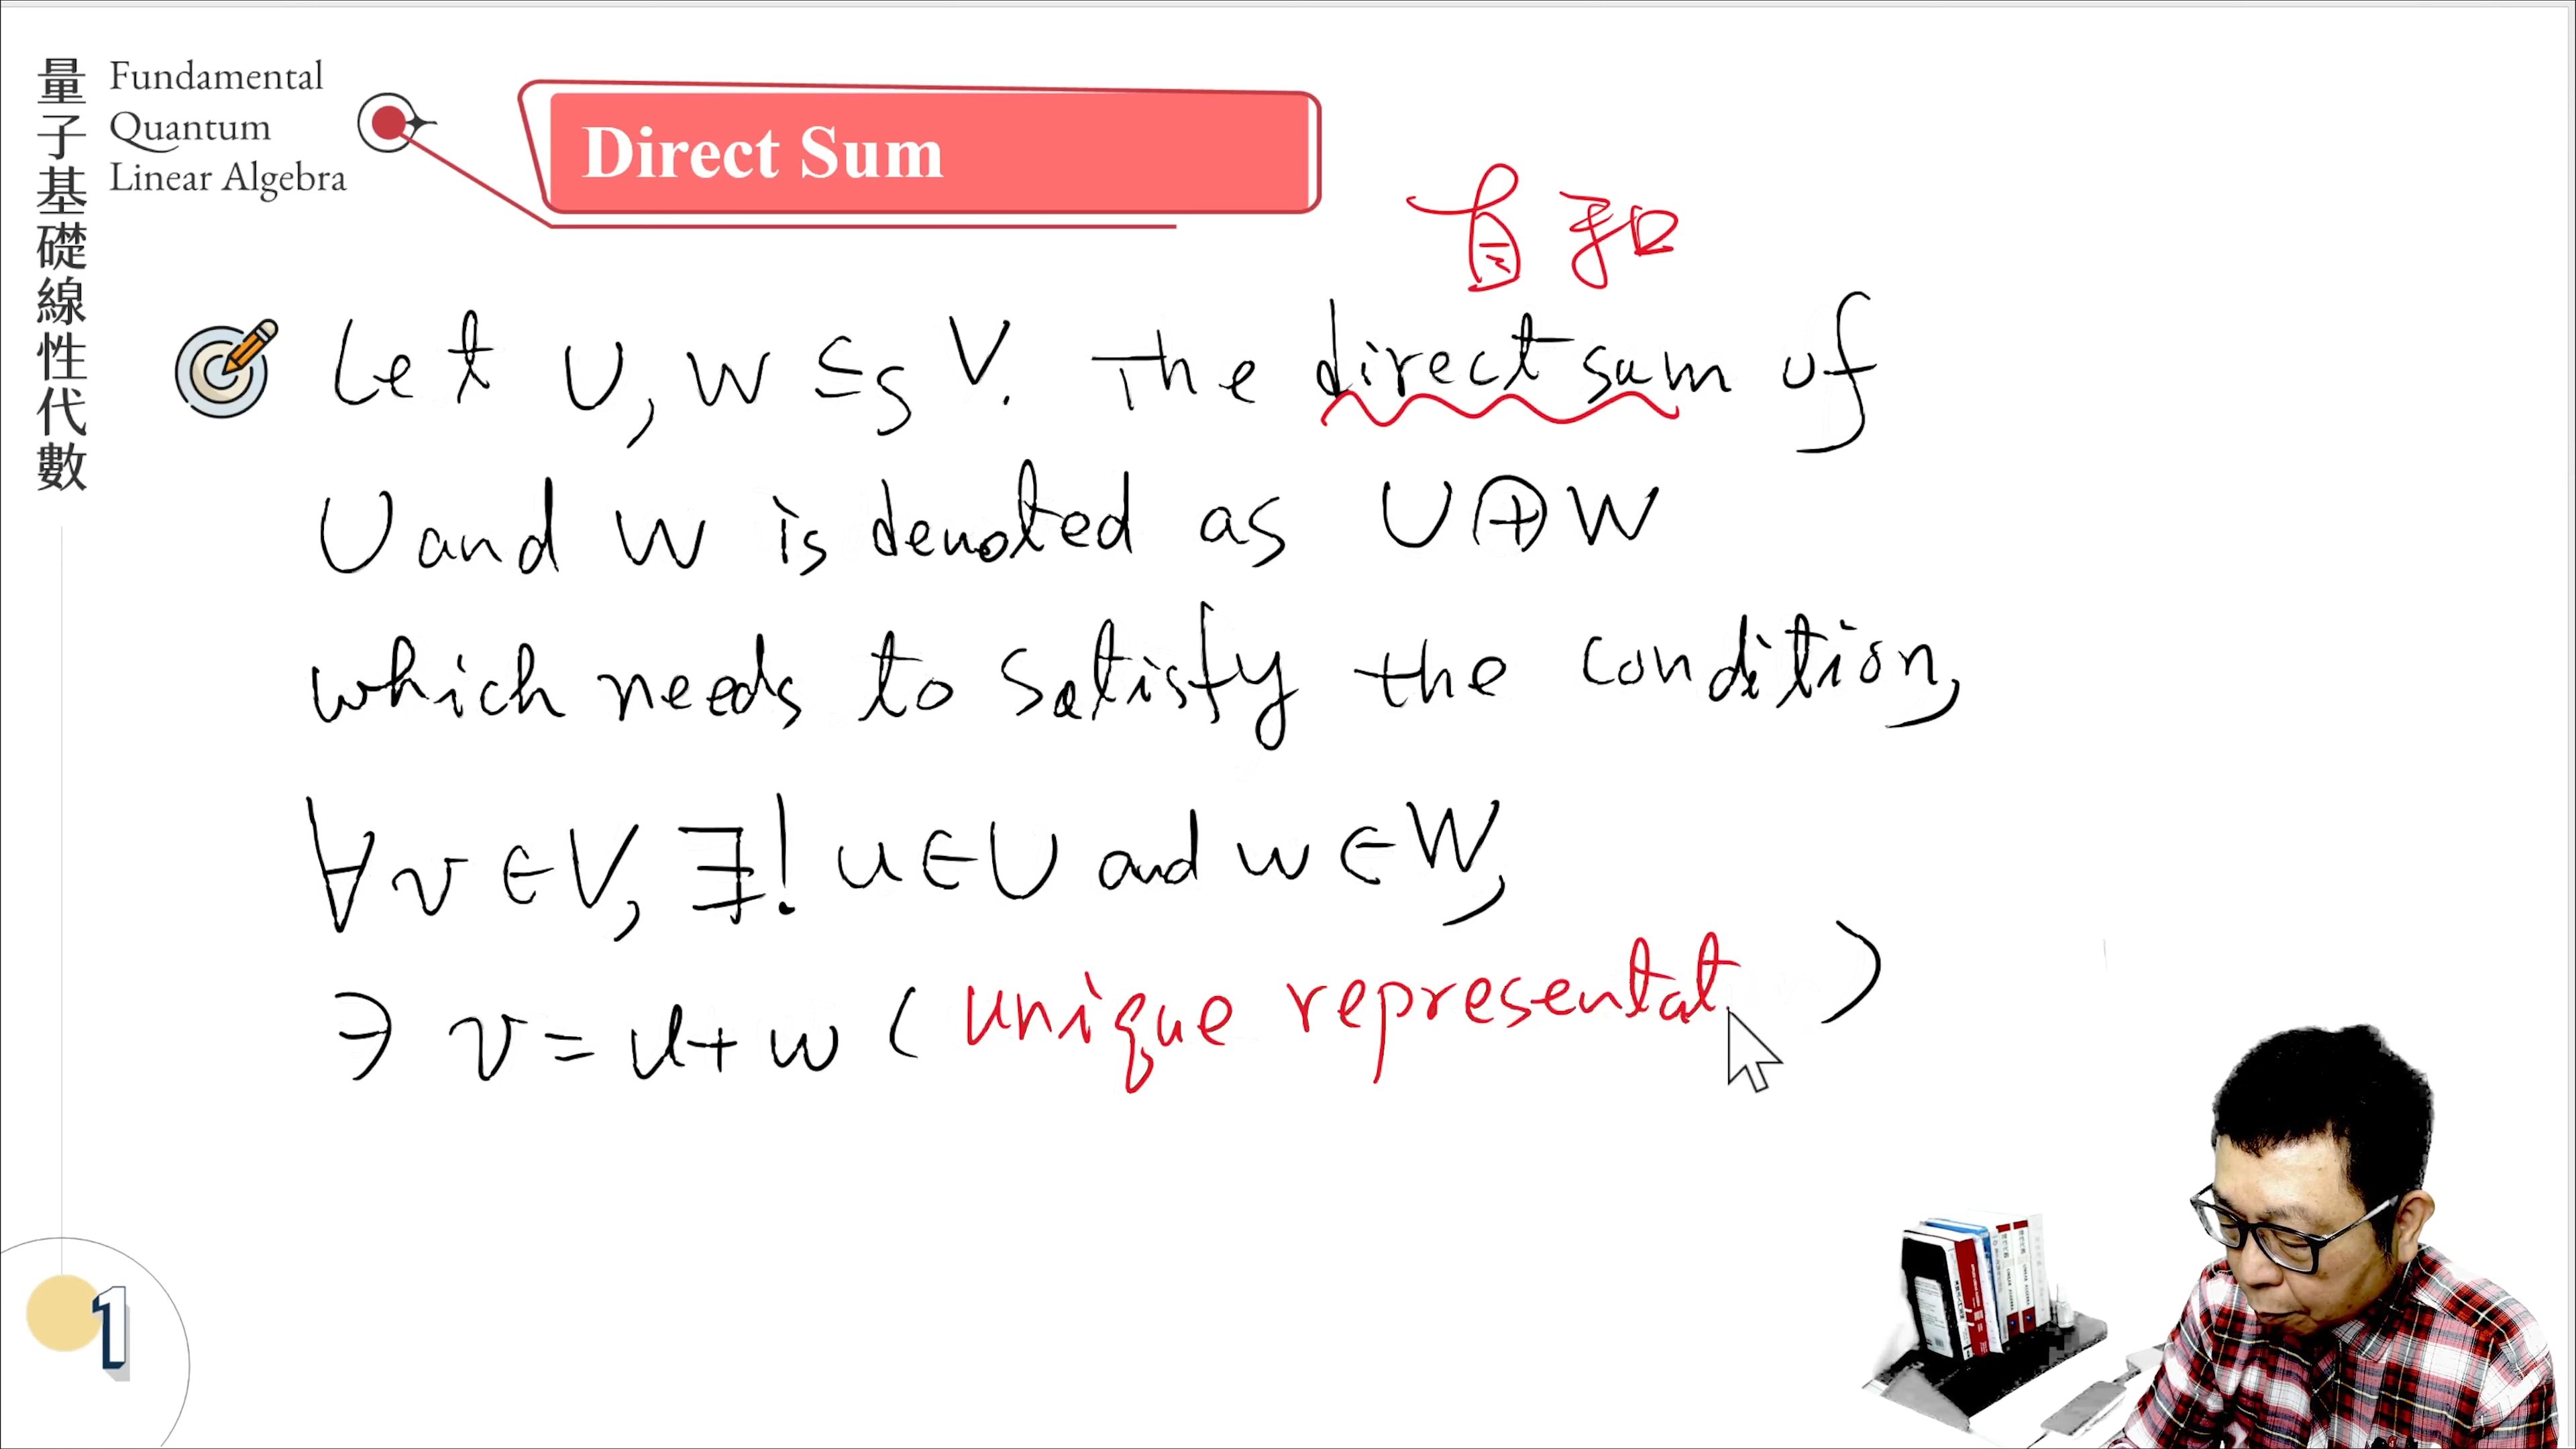 量子基礎線性代數
Fundamental
Quantum
Linear Algebra
Direct Sum
直和
Let U, W ⊆s V. The direct sum of
U and W is denoted as U⊕W
which needs to satisfy the condition,
∀v∈V, ∃! u∈U and w∈W,
∋ v=u+w (unique representat )
1